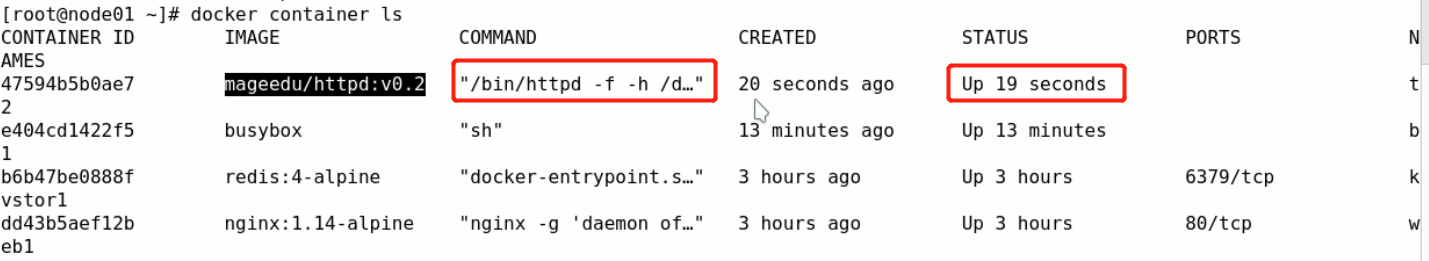 [root@node01 ~]# docker container ls
CONTAINER ID        IMAGE               COMMAND                  CREATED             STATUS              PORTS               N
AMES
47594b5b0ae7        mageedu/httpd:v0.2   "/bin/httpd -f -h /d…"   20 seconds ago      Up 19 seconds                           t
2
e404cd1422f5        busybox             "sh"                     13 minutes ago      Up 13 minutes                           b
1
b6b47be0888f        redis:4-alpine      "docker-entrypoint.s…"   3 hours ago         Up 3 hours          6379/tcp            k
vstor1
dd43b5aef12b        nginx:1.14-alpine   "nginx -g 'daemon of…"   3 hours ago         Up 3 hours          80/tcp              w
eb1